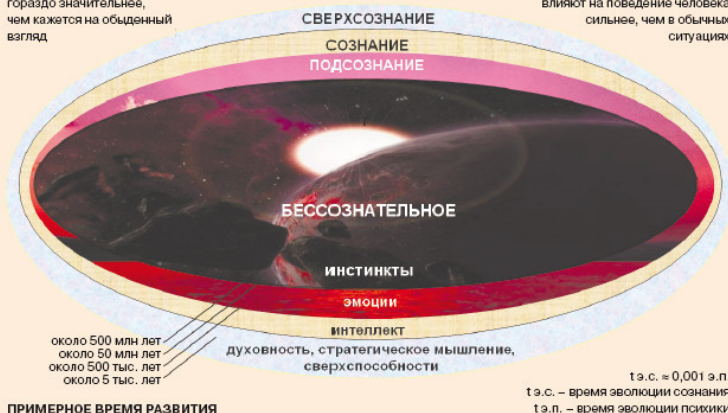 гораздо значительнее,
чем кажется на обыденный
взгляд
влияют на поведение человека
сильнее, чем в обычных
ситуациях
СВЕРХСОЗНАНИЕ
СОЗНАНИЕ
ПОДСОЗНАНИЕ
БЕССОЗНАТЕЛЬНОЕ
ИНСТИНКТЫ
ЭМОЦИИ
интеллект
духовность, стратегическое мышление,
сверхспособности
около 500 млн лет
около 50 млн лет
около 500 тыс. лет
около 5 тыс. лет
ПРИМЕРНОЕ ВРЕМЯ РАЗВИТИЯ
t э.с. ≈ 0,001 э.п.
t э.с. – время эволюции сознания
t э.п. – время эволюции психики